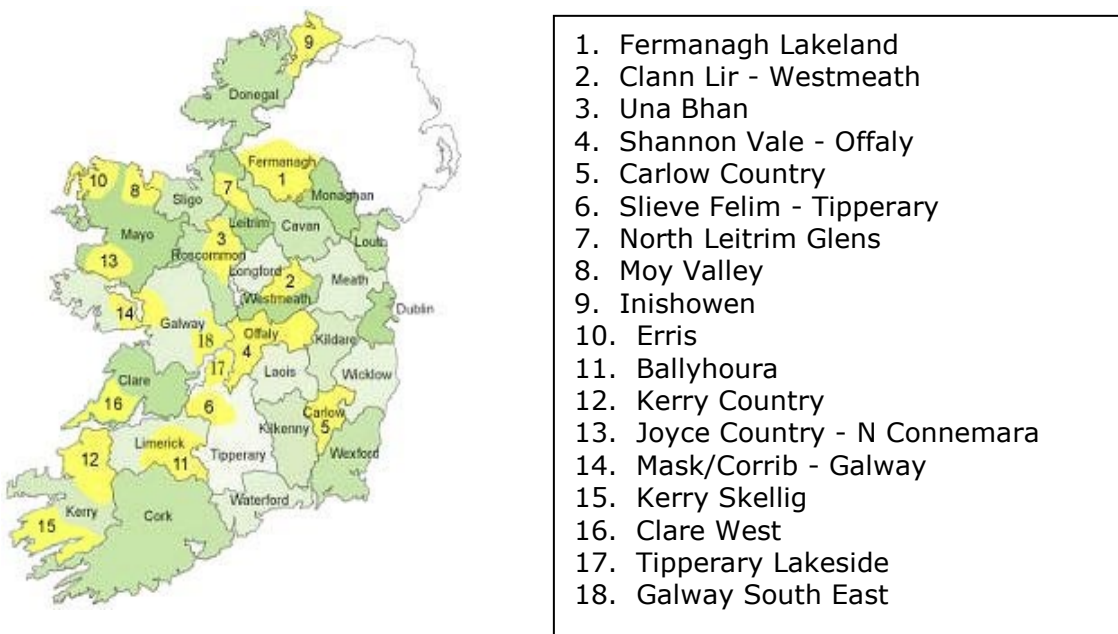 9
Donegal
Fermanagh
1
10
8
7
Sligo
Monaghan
Leitrim
Cavan
Mayo
3
Louth
Roscommon
13
Longford
2
Meath
Westmeath
14
Dublin
Galway
18
Offaly
4
Kildare
17
Laois
Wicklow
Clare
16
6
Carlow
5
Kilkenny
Limerick
11
Tipperary
Wexford
12
Waterford
Kerry
Cork
15
1. Fermanagh Lakeland
2. Clann Lir - Westmeath
3. Una Bhan
4. Shannon Vale - Offaly
5. Carlow Country
6. Slieve Felim - Tipperary
7. North Leitrim Glens
8. Moy Valley
9. Inishowen
10. Erris
11. Ballyhoura
12. Kerry Country
13. Joyce Country - N Connemara
14. Mask/Corrib - Galway
15. Kerry Skellig
16. Clare West
17. Tipperary Lakeside
18. Galway South East